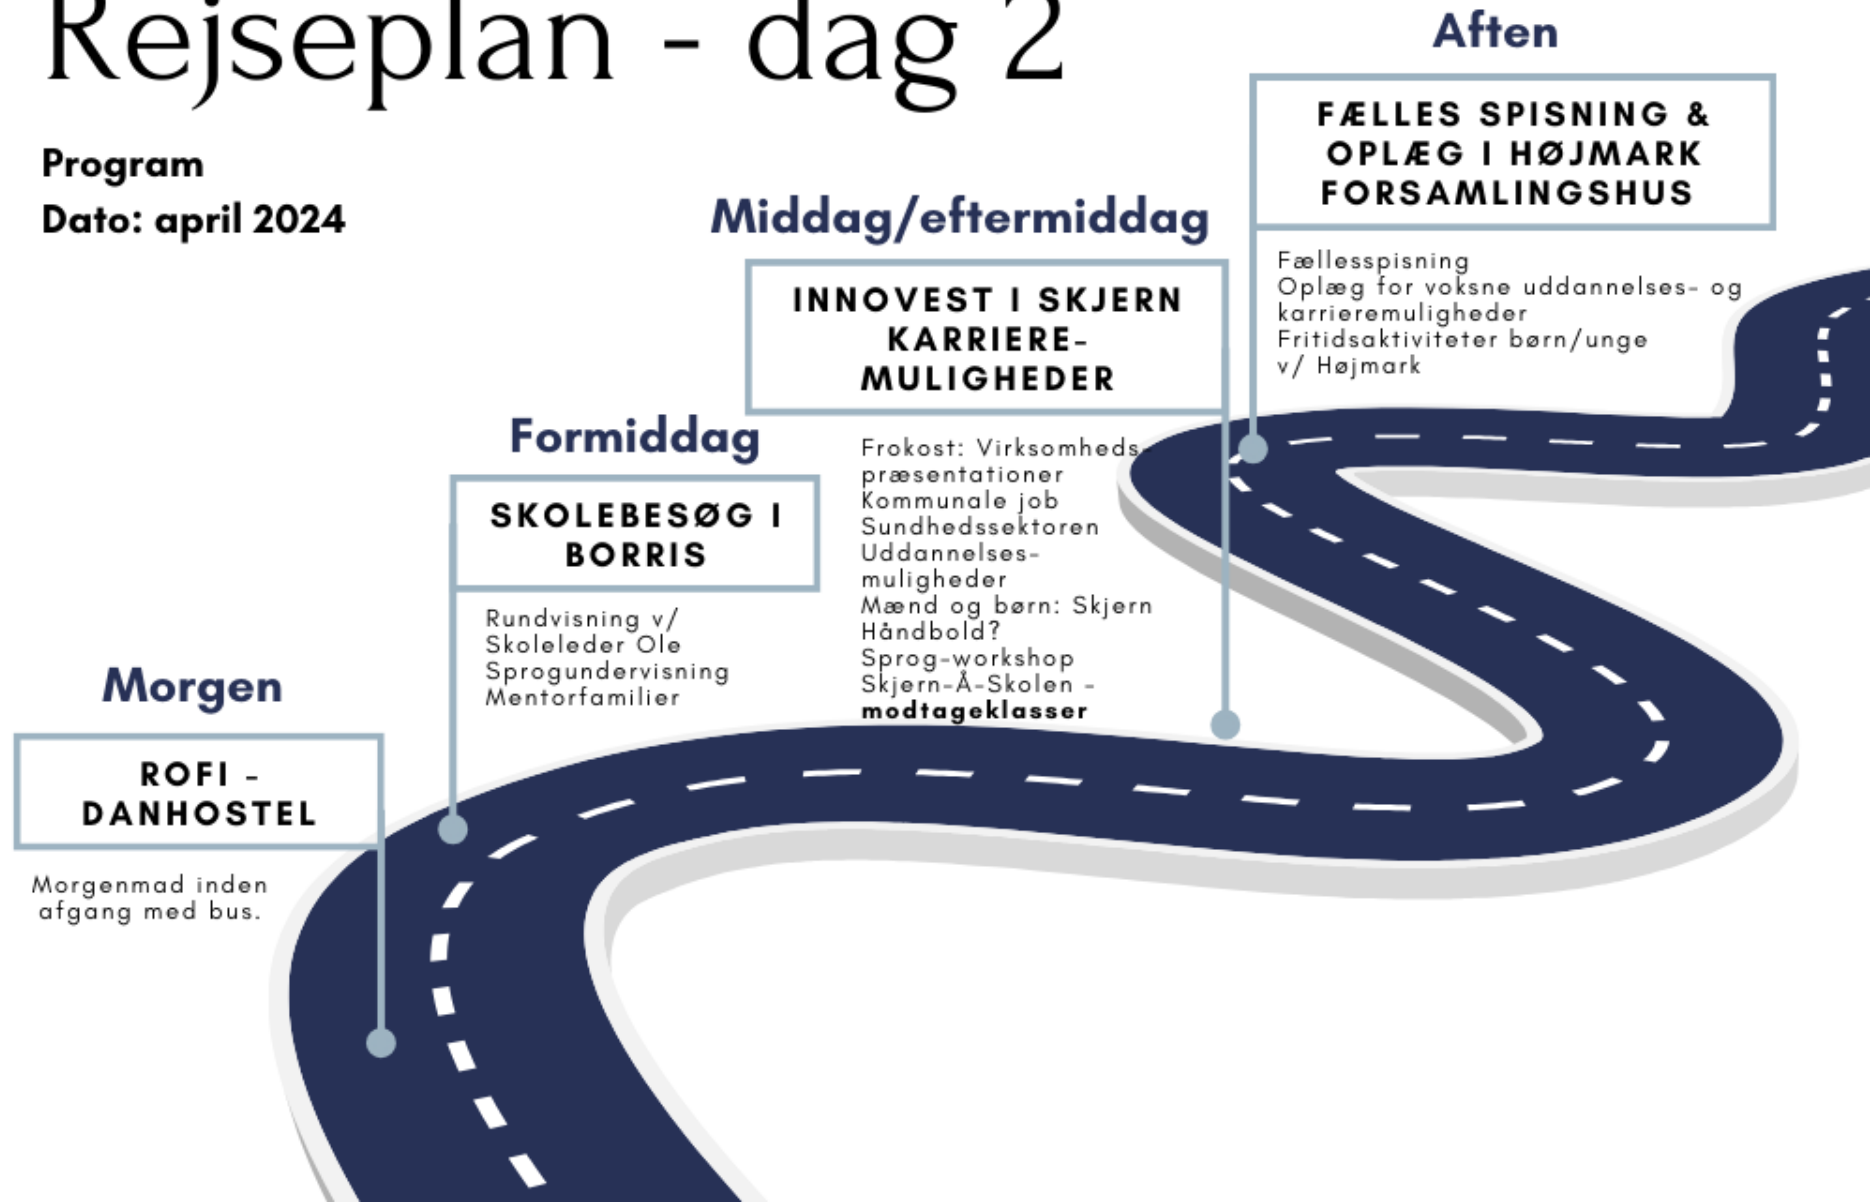 Rejseplan - dag 2
Program
Dato: april 2024
Morgen
ROFI -
DANHOSTEL
Morgenmad inden
afgang med bus.
Formiddag
SKOLEBESØG I
BORRIS
Rundvisning v/
Skoleleder Ole
Sprogundervisning
Mentorfamilier
Middag/eftermiddag
INNOVEST I SKJERN
KARRIERE-
MULIGHEDER
Frokost: Virksomheds-
præsentationer
Kommunale job
Sundhedssektoren
Uddannelses-
muligheder
Mænd og børn: Skjern
Håndbold?
Sprog-workshop
Skjern-Å-Skolen -
modtageklasser
Aften
FÆLLES SPISNING &
OPLÆG I HØJMARK
FORSAMLINGSHUS
Fællesspisning
Oplæg for voksne uddannelses- og
karrieremuligheder
Fritidsaktiviteter børn/unge
v/ Højmark